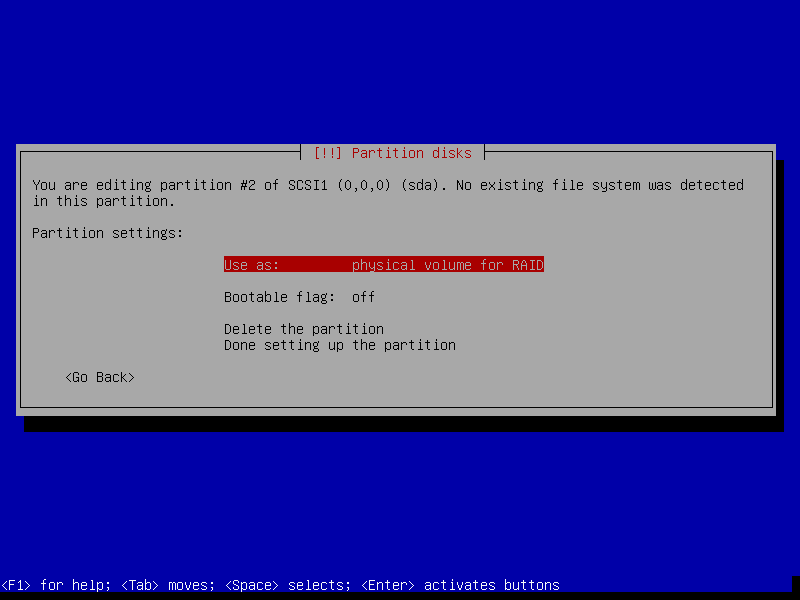 [!!] Partition disks
You are editing partition #2 of SCSI1 (0,0,0) (sda). No existing file system was detected
in this partition.
Partition settings:
Use as: physical volume for RAID
Bootable flag: off
Delete the partition
Done setting up the partition
<Go Back>
<F1> for help; <Tab> moves; <Space> selects; <Enter> activates buttons